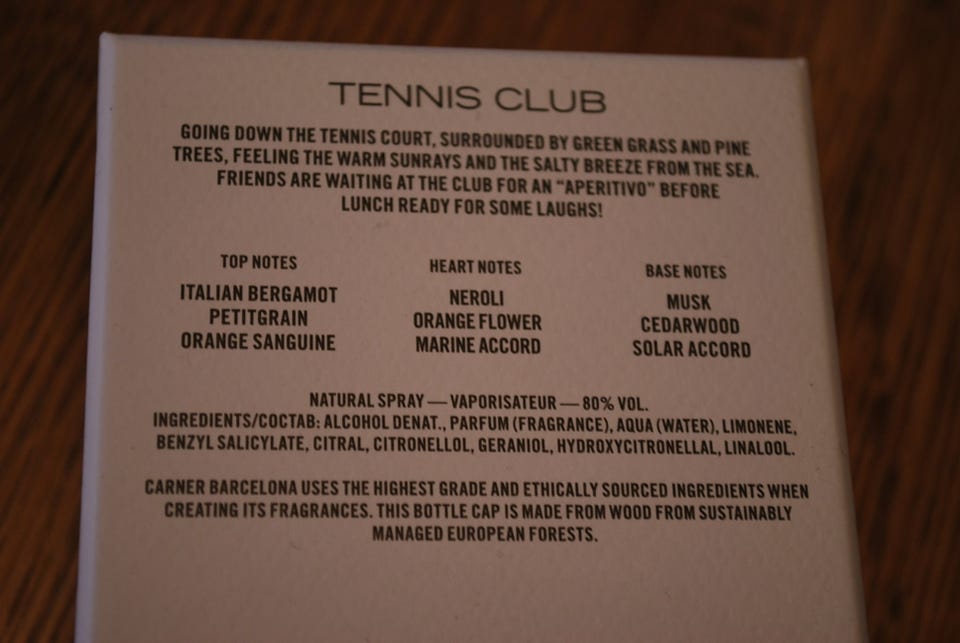 TENNIS CLUB
GOING DOWN THE TENNIS COURT, SURROUNDED BY GREEN GRASS AND PINE
TREES, FEELING THE WARM SUNRAYS AND THE SALTY BREEZE FROM THE SEA.
FRIENDS ARE WAITING AT THE CLUB FOR AN "APERITIVO" BEFORE
LUNCH READY FOR SOME LAUGHS!
TOP NOTES
ITALIAN BERGAMOT
PETITGRAIN
ORANGE SANGUINE
HEART NOTES
NEROLI
ORANGE FLOWER
MARINE ACCORD
BASE NOTES
MUSK
CEDARWOOD
SOLAR ACCORD
NATURAL SPRAY — VAPORISATEUR — 80% VOL.
INGREDIENTS/COCTAB: ALCOHOL DENAT., PARFUM (FRAGRANCE), AQUA (WATER), LIMONENE,
BENZYL SALICYLATE, CITRAL, CITRONELLOL, GERANIOL, HYDROXYCITRONELLAL, LINALOOL.
CARNER BARCELONA USES THE HIGHEST GRADE AND ETHICALLY SOURCED INGREDIENTS WHEN
CREATING ITS FRAGRANCES. THIS BOTTLE CAP IS MADE FROM WOOD FROM SUSTAINABLY
MANAGED EUROPEAN FORESTS.